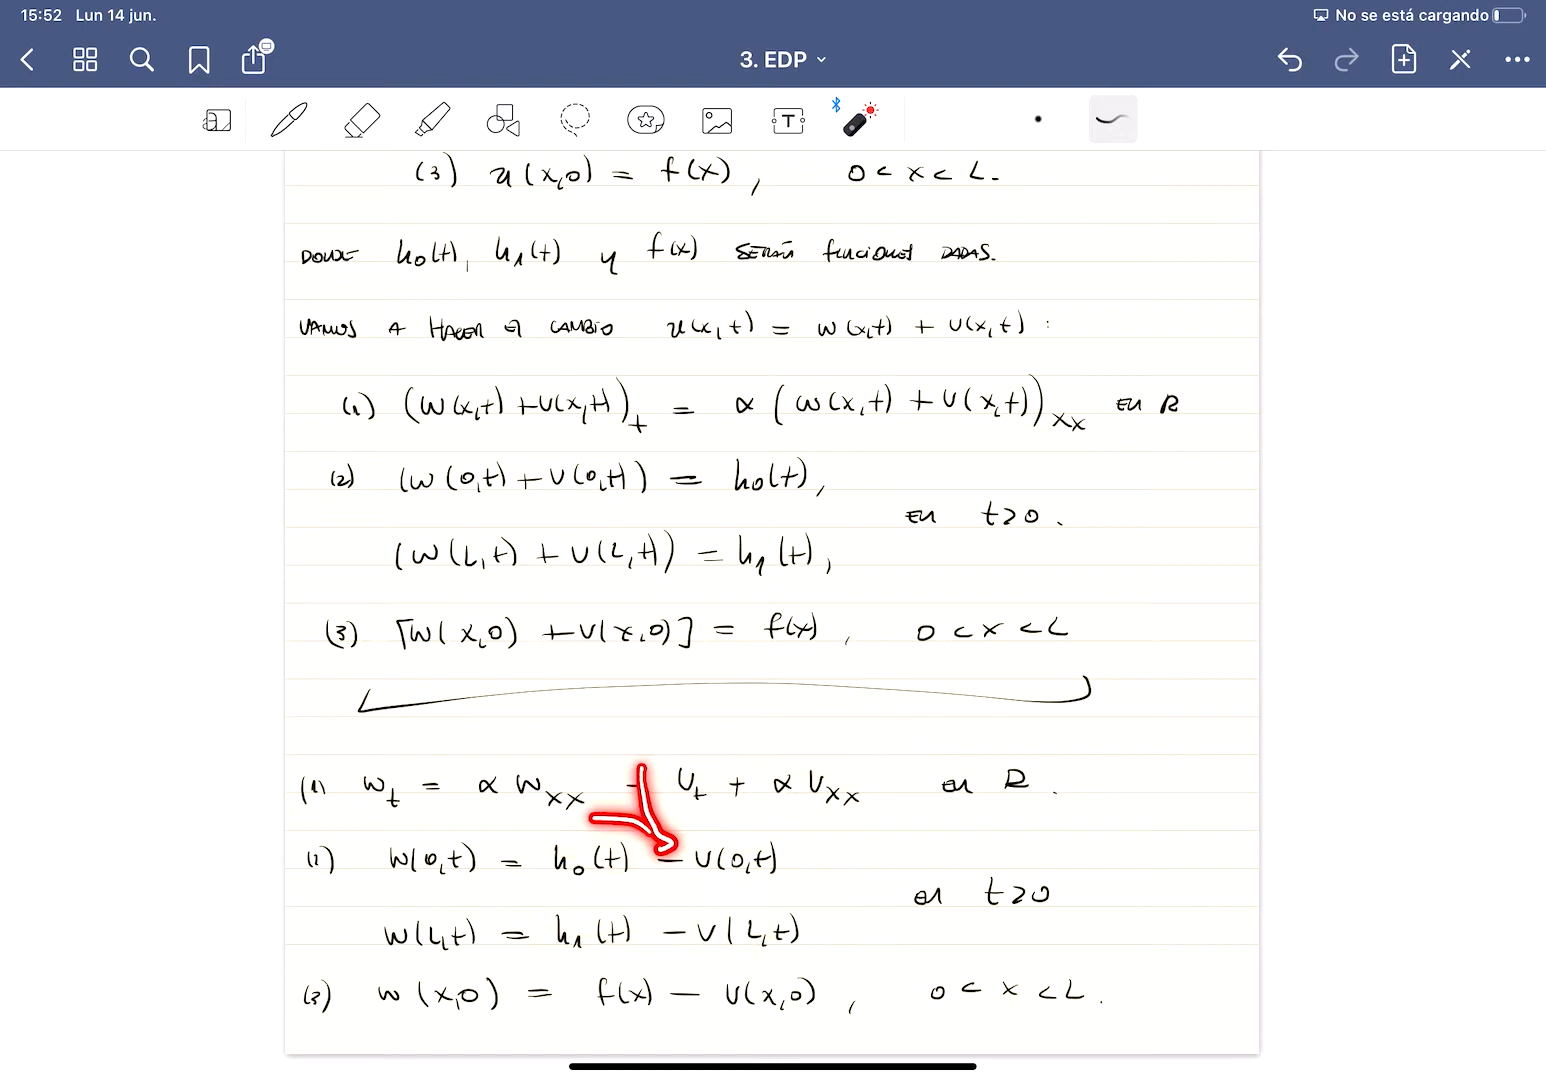 15:52 Lun 14 jun. No se está cargando
3. EDP
T
(3) u(x,0) = f(x), 0 < x < L.
DONDE h₀(t), h₁(t) y f(x) SERÁN funciones DADAS.
VAMOS A HACER EL CAMBIO u(x,t) = w(x,t) + v(x,t) :
(1) (w(x,t) + v(x,t))ₜ = α (w(x,t) + v(x,t))ₓₓ EN R
(2) (w(0,t) + v(0,t)) = h₀(t),
EN t>0.
(w(L,t) + v(L,t)) = h₁(t),
(3) [w(x,0) + v(x,0)] = f(x), 0 < x < L
(1) wₜ = α wₓₓ - vₜ + α vₓₓ en R.
(2) w(0,t) = h₀(t) - v(0,t)
en t>0
w(L,t) = h₁(t) - v(L,t)
(3) w(x,0) = f(x) - v(x,0), 0 < x < L.